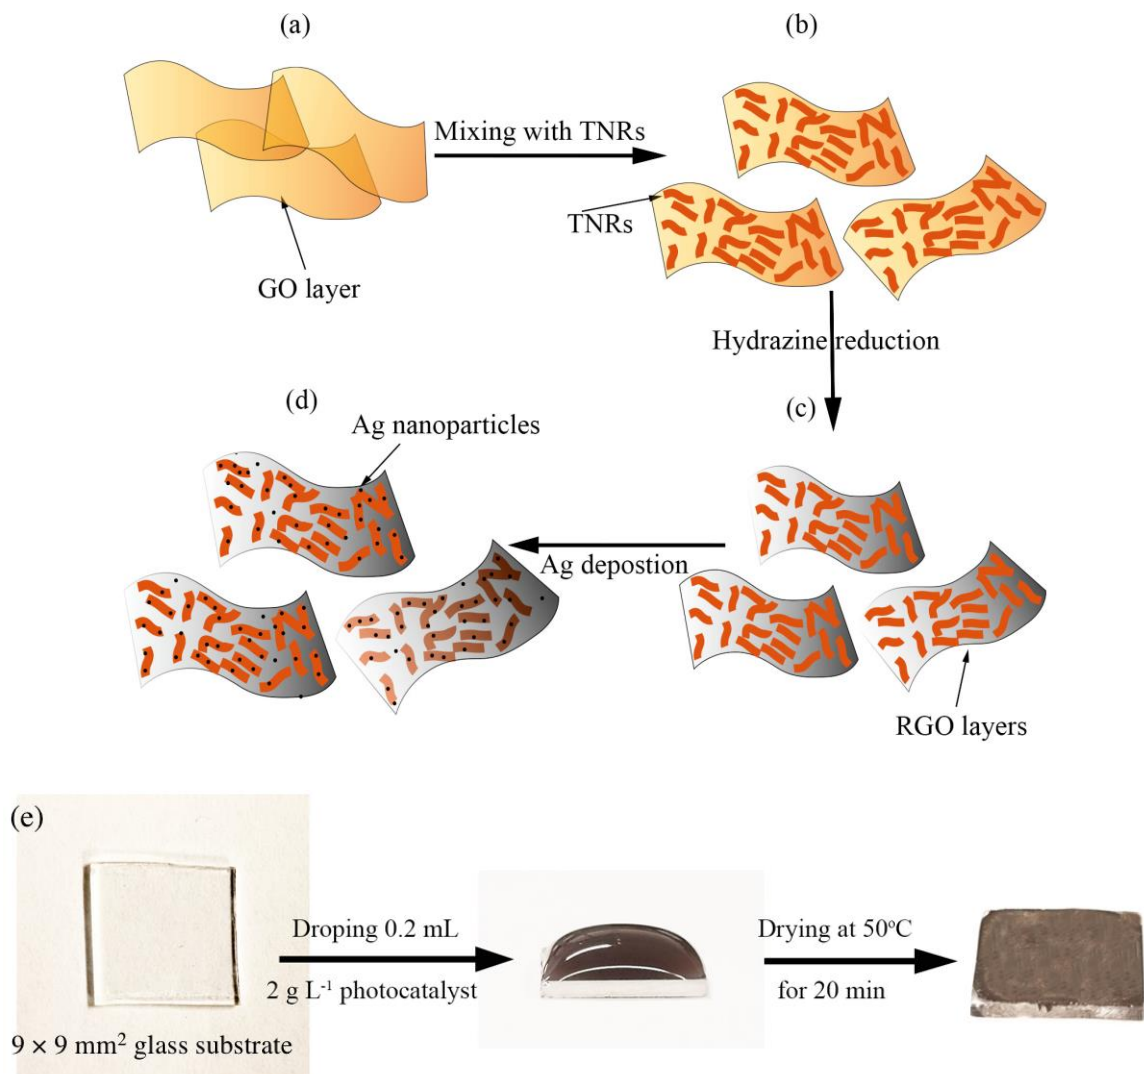 (a)
(b)
Mixing with TNRs
TNRs
GO layer
Hydrazine reduction
(d)
(c)
Ag nanoparticles
Ag depostion
RGO layers
(e)
Droping 0.2 mL
Drying at 50°C
2 g L⁻¹ photocatalyst
for 20 min
9 × 9 mm² glass substrate